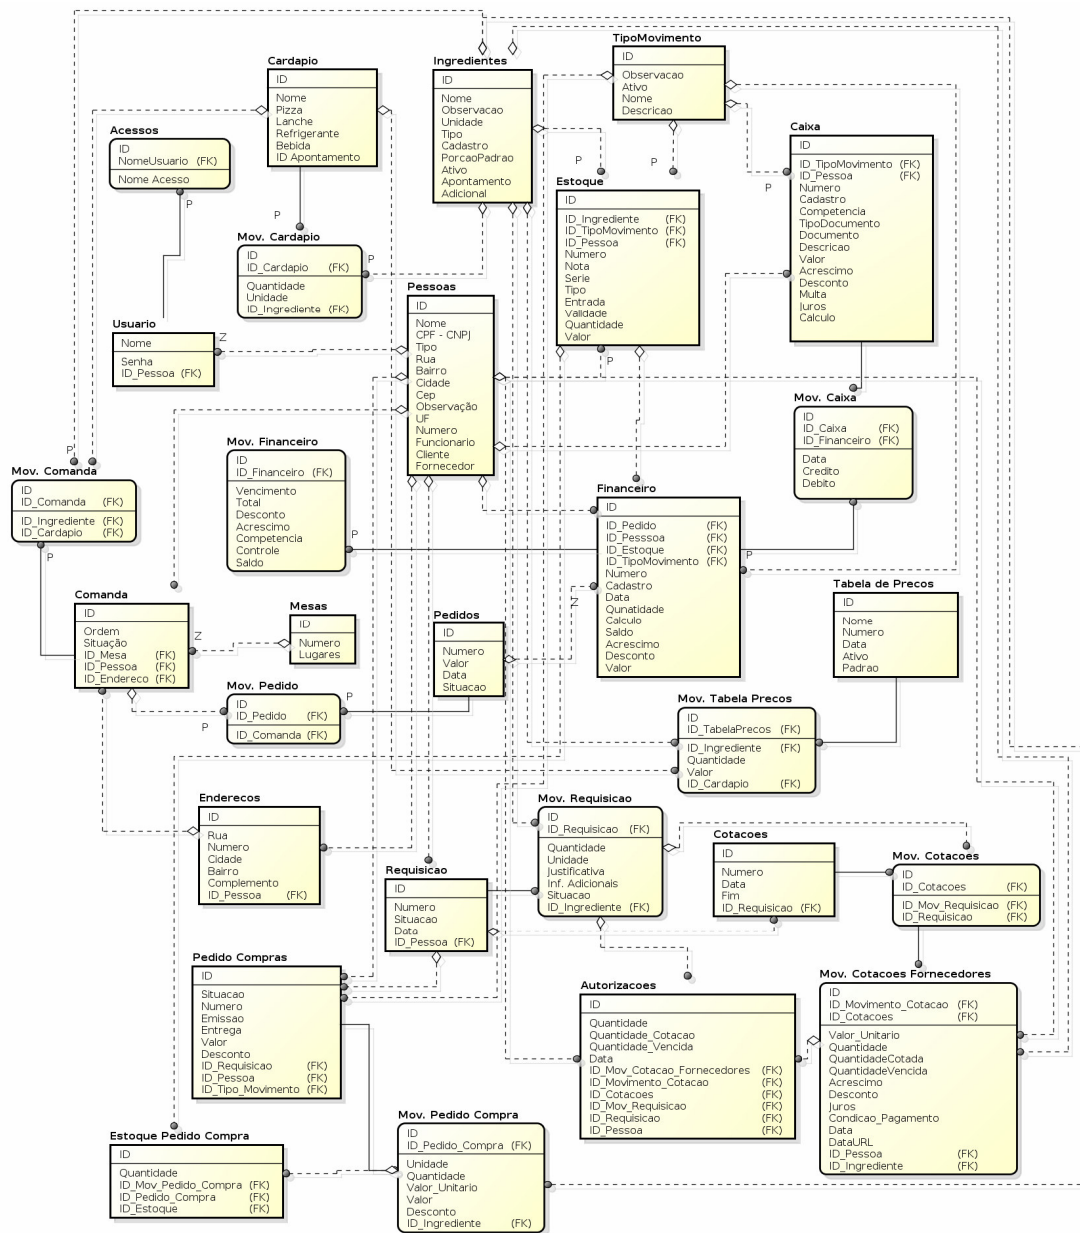 Cardapio
ID
Nome
Pizza
Lanche
Refrigerante
Bebida
ID Apontamento
Ingredientes
ID
Nome
Observacao
Unidade
Tipo
Cadastro
PorcaoPadrao
Ativo
Apontamento
Adicional
TipoMovimento
ID
Observacao
Ativo
Nome
Descricao
Acessos
ID
NomeUsuario (FK)
Nome Acesso
P
P
P
P
P
P
Caixa
ID
ID_TipoMovimento (FK)
ID_Pessoa (FK)
Numero
Cadastro
Competencia
TipoDocumento
Documento
Descricao
Valor
Acrescimo
Desconto
Multa
Juros
Calculo
Estoque
ID
ID_Ingrediente (FK)
ID_TipoMovimento (FK)
ID_Pessoa (FK)
Numero
Nota
Serie
Tipo
Entrada
Validade
Quantidade
Valor
P
Mov. Cardapio
ID
ID_Cardapio (FK)
Quantidade
Unidade
ID_Ingrediente (FK)
Pessoas
ID
Nome
CPF - CNPJ
Tipo
Rua
Bairro
Cidade
Cep
Observação
UF
Numero
Funcionario
Cliente
Fornecedor
Usuario
Nome
Senha
ID_Pessoa (FK)
Z
Mov. Caixa
ID
ID_Caixa (FK)
ID_Financeiro (FK)
Data
Credito
Debito
Mov. Financeiro
ID
ID_Financeiro (FK)
Vencimento
Total
Desconto
Acrescimo
Competencia
Controle
Saldo
P
P
Mov. Comanda
ID
ID_Comanda (FK)
ID_Ingrediente (FK)
ID_Cardapio (FK)
P
Financeiro
ID
ID_Pedido (FK)
ID_Pesssoa (FK)
ID_Estoque (FK)
ID_TipoMovimento (FK)
Numero
Cadastro
Data
Qunatidade
Calculo
Saldo
Acrescimo
Desconto
Valor
P
Z
Tabela de Precos
ID
Nome
Numero
Data
Ativo
Padrao
Comanda
ID
Ordem
Situação
ID_Mesa (FK)
ID_Pessoa (FK)
ID_Endereco (FK)
Z
Mesas
ID
Numero
Lugares
Pedidos
ID
Numero
Valor
Data
Situacao
Mov. Pedido
ID
ID_Pedido (FK)
ID_Comanda (FK)
P
P
Mov. Tabela Precos
ID
ID_TabelaPrecos (FK)
ID_Ingrediente (FK)
Quantidade
Valor
ID_Cardapio (FK)
Enderecos
ID
Rua
Numero
Cidade
Bairro
Complemento
ID_Pessoa (FK)
Mov. Requisicao
ID
ID_Requisicao (FK)
Quantidade
Unidade
Justificativa
Inf. Adicionais
Situacao
ID_Ingrediente (FK)
Cotacoes
ID
Numero
Data
Fim
ID_Requisicao (FK)
Mov. Cotacoes
ID
ID_Cotacoes (FK)
ID_Mov_Requisicao (FK)
ID_Requisicao (FK)
Requisicao
ID
Numero
Situacao
Data
ID_Pessoa (FK)
Pedido Compras
ID
Situacao
Numero
Emissao
Entrega
Valor
Desconto
ID_Requisicao (FK)
ID_Pessoa (FK)
ID_Tipo_Movimento (FK)
Autorizacoes
ID
Quantidade
Quantidade_Cotacao
Quantidade_Vencida
Data
ID_Mov_Cotacao_Fornecedores (FK)
ID_Movimento_Cotacao (FK)
ID_Cotacoes (FK)
ID_Mov_Requisicao (FK)
ID_Requisicao (FK)
ID_Pessoa (FK)
Mov. Cotacoes Fornecedores
ID
ID_Movimento_Cotacao (FK)
ID_Cotacoes (FK)
Valor_Unitario
Quantidade
QuantidadeCotada
QuantidadeVencida
Acrescimo
Desconto
Juros
Condicao_Pagamento
Data
DataURL
ID_Pessoa (FK)
ID_Ingrediente (FK)
Estoque Pedido Compra
ID
Quantidade
ID_Mov_Pedido_Compra (FK)
ID_Pedido_Compra (FK)
ID_Estoque (FK)
Mov. Pedido Compra
ID
ID_Pedido_Compra (FK)
Unidade
Quantidade
Valor_Unitario
Valor
Desconto
ID_Ingrediente (FK)